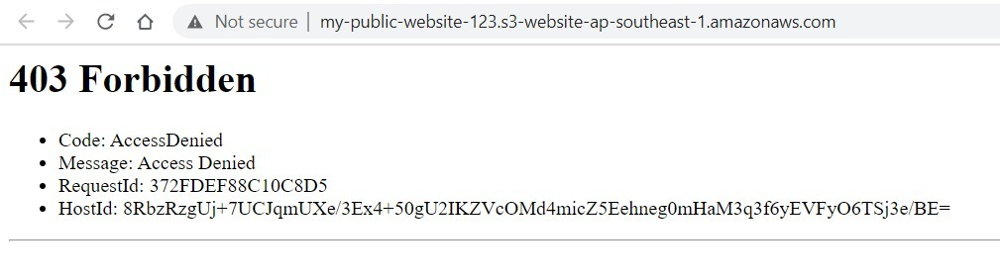 Not secure | my-public-website-123.s3-website-ap-southeast-1.amazonaws.com
403 Forbidden
• Code: AccessDenied
• Message: Access Denied
• RequestId: 372FDEF88C10C8D5
• HostId: 8RbzRzgUj+7UCJqmUXe/3Ex4+50gU2IKZVcOMd4micZ5Eehneg0mHaM3q3f6yEVFyO6TSj3e/BE=